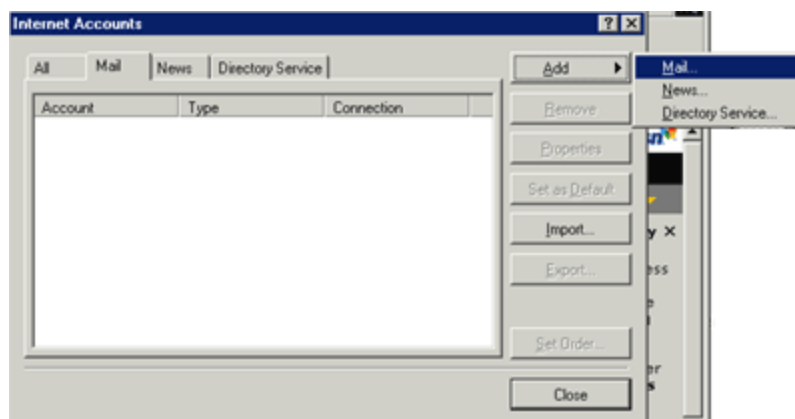 Internet Accounts
All Mail News Directory Service
Account Type Connection
Add
Remove
Properties
Set as Default
Import...
Export...
Set Order...
Close
Mail...
News...
Directory Service...